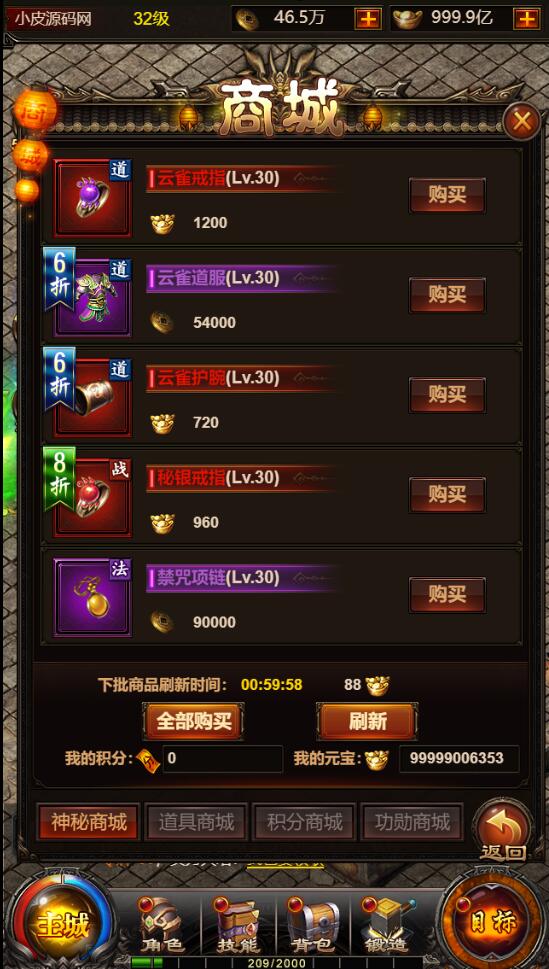 小皮源码网 32级 46.5万 999.9亿
商城
商
城
道
云雀戒指(Lv.30)
1200
购买
6折
道
云雀道服(Lv.30)
54000
购买
6折
道
云雀护腕(Lv.30)
720
购买
8折
战
秘银戒指(Lv.30)
960
购买
法
禁咒项链(Lv.30)
90000
购买
下批商品刷新时间： 00:59:58 88
全部购买 刷新
我的积分： 0 我的元宝： 99999006353
神秘商城 道具商城 积分商城 功勋商城
返回
主城 角色 技能 背包 锻造 目标
209/2000